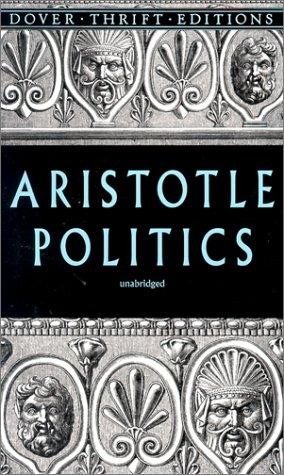 DOVER · THRIFT · EDITIONS
ARISTOTLE
POLITICS
unabridged